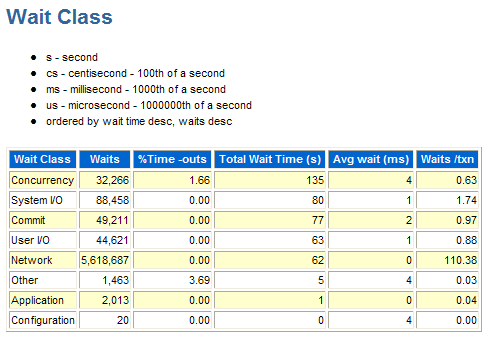 Wait Class
s - second
cs - centisecond - 100th of a second
ms - millisecond - 1000th of a second
us - microsecond - 1000000th of a second
ordered by wait time desc, waits desc
Wait Class Waits %Time -outs Total Wait Time (s) Avg wait (ms) Waits /txn
Concurrency 32,266 1.66 135 4 0.63
System I/O 88,458 0.00 80 1 1.74
Commit 49,211 0.00 77 2 0.97
User I/O 44,621 0.00 63 1 0.88
Network 5,618,687 0.00 62 0 110.38
Other 1,463 3.69 5 4 0.03
Application 2,013 0.00 1 0 0.04
Configuration 20 0.00 0 4 0.00